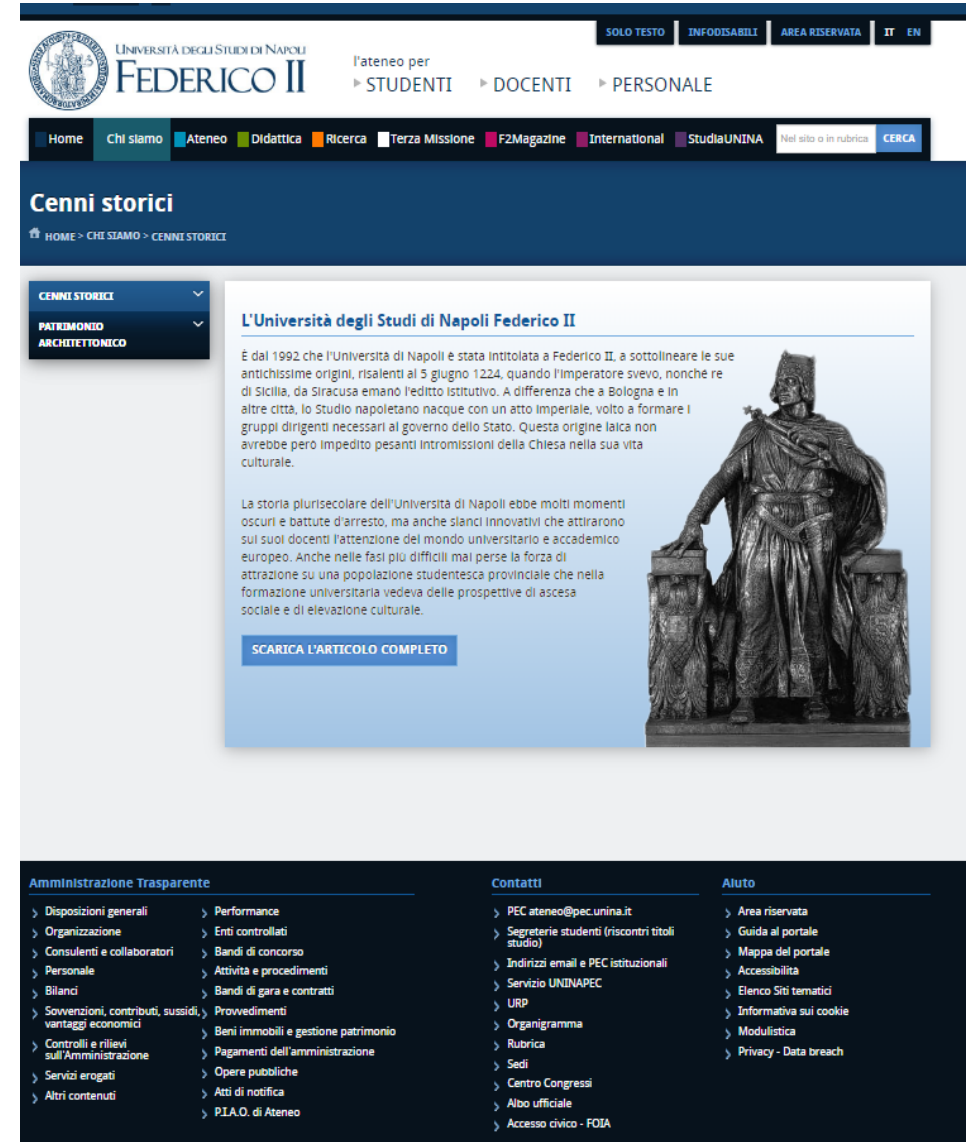 SOLO TESTO INFODISABILI AREA RISERVATA IT EN
UNIVERSITÀ DEGLI STUDI DI NAPOLI
FEDERICO II
l'ateneo per
STUDENTI DOCENTI PERSONALE
Home Chi siamo Ateneo Didattica Ricerca Terza Missione F2Magazine International StudiaUNINA Nel sito o in rubrica CERCA
Cenni storici
HOME > CHI SIAMO > CENNI STORICI
CENNI STORICI
PATRIMONIO
ARCHITETTONICO
L'Università degli Studi di Napoli Federico II
È dal 1992 che l'Università di Napoli è stata intitolata a Federico II, a sottolineare le sue
antichissime origini, risalenti al 5 giugno 1224, quando l'imperatore svevo, nonché re
di Sicilia, da Siracusa emanò l'editto istitutivo. A differenza che a Bologna e in
altre città, lo Studio napoletano nacque con un atto imperiale, volto a formare i
gruppi dirigenti necessari al governo dello Stato. Questa origine laica non
avrebbe però impedito pesanti intromissioni della Chiesa nella sua vita
culturale.
La storia plurisecolare dell'Università di Napoli ebbe molti momenti
oscuri e battute d'arresto, ma anche slanci innovativi che attirarono
sui suoi docenti l'attenzione del mondo universitario e accademico
europeo. Anche nelle fasi più difficili mai perse la forza di
attrazione su una popolazione studentesca provinciale che nella
formazione universitaria vedeva delle prospettive di ascesa
sociale e di elevazione culturale.
SCARICA L'ARTICOLO COMPLETO
Amministrazione Trasparente
Disposizioni generali
Organizzazione
Consulenti e collaboratori
Personale
Bilanci
Sovvenzioni, contributi, sussidi,
vantaggi economici
Controlli e rilievi
sull'Amministrazione
Servizi erogati
Altri contenuti
Performance
Enti controllati
Bandi di concorso
Attività e procedimenti
Bandi di gara e contratti
Provvedimenti
Beni immobili e gestione patrimonio
Pagamenti dell'amministrazione
Opere pubbliche
Atti di notifica
P.I.A.O. di Ateneo
Contatti
PEC ateneo@pec.unina.it
Segreterie studenti (riscontri titoli
studio)
Indirizzi email e PEC istituzionali
Servizio UNINAPEC
URP
Organigramma
Rubrica
Sedi
Centro Congressi
Albo ufficiale
Accesso civico - FOIA
Aiuto
Area riservata
Guida al portale
Mappa del portale
Accessibilità
Elenco Siti tematici
Informativa sui cookie
Modulistica
Privacy - Data breach